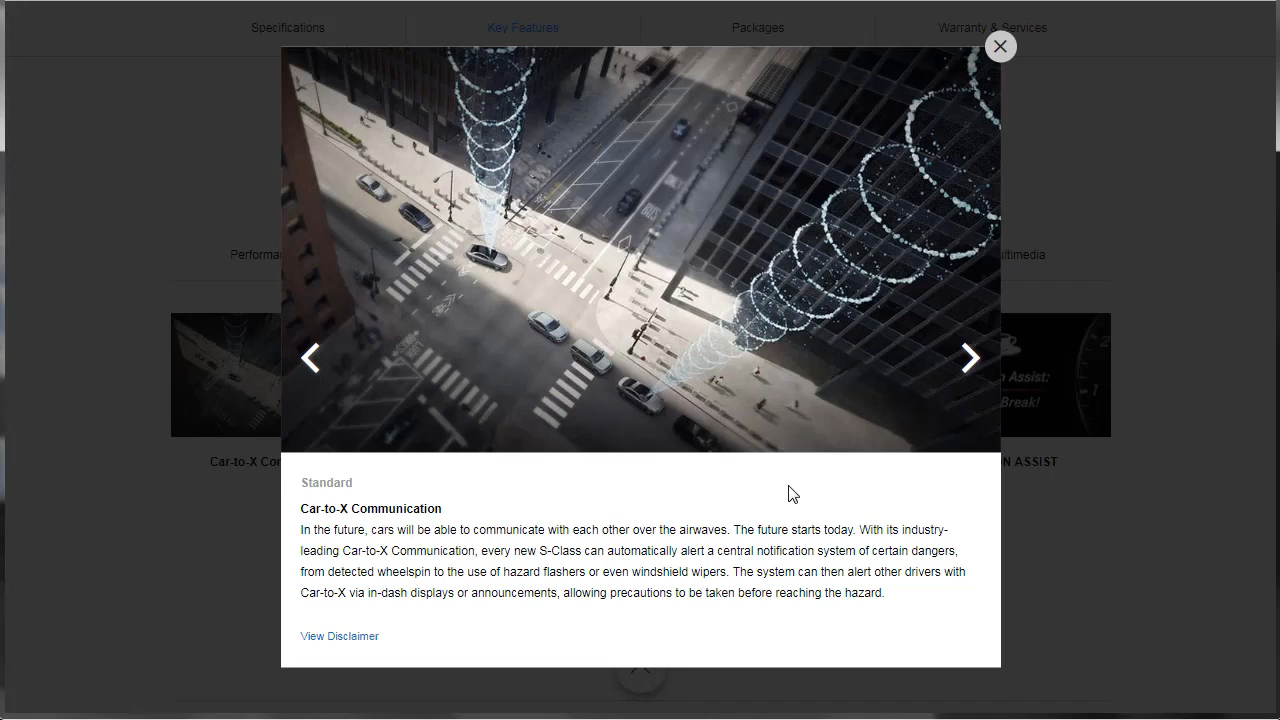 Specifications
Key Features
Packages
Warranty & Services
Standard
Car-to-X Communication
In the future, cars will be able to communicate with each other over the airwaves. The future starts today. With its industry-
leading Car-to-X Communication, every new S-Class can automatically alert a central notification system of certain dangers,
from detected wheelspin to the use of hazard flashers or even windshield wipers. The system can then alert other drivers with
Car-to-X via in-dash displays or announcements, allowing precautions to be taken before reaching the hazard.
View Disclaimer
Car-to-X
Assist:
Break!
ASSIST